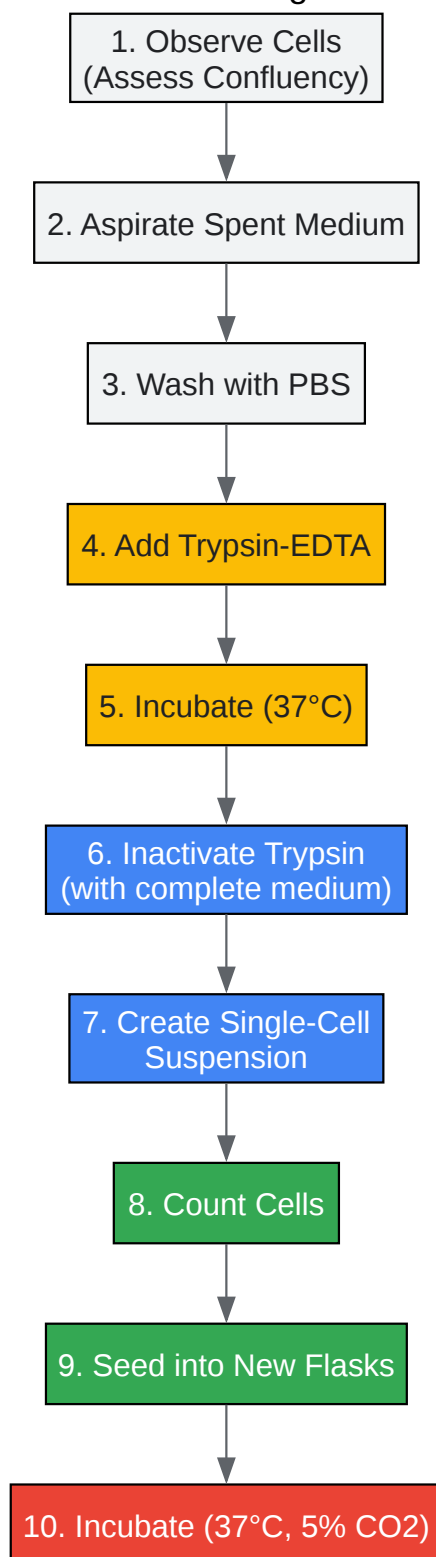 1. Observe Cells
(Assess Confluency)
2. Aspirate Spent Medium
3. Wash with PBS
4. Add Trypsin-EDTA
5. Incubate (37°C)
6. Inactivate Trypsin
(with complete medium)
7. Create Single-Cell
Suspension
8. Count Cells
9. Seed into New Flasks
10. Incubate (37°C, 5% CO2)